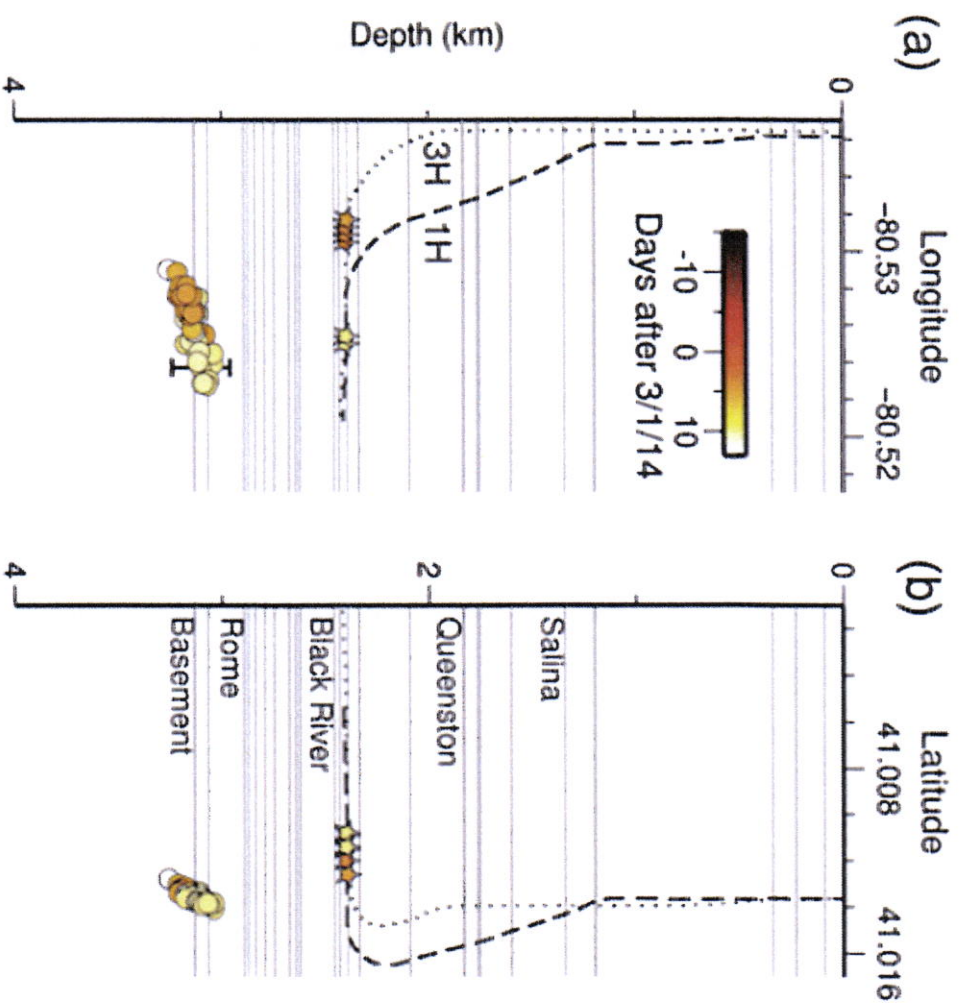 (a)
Longitude
-80.53
-80.52
0
4
Depth (km)
3H
1H
-10
0
10
Days after 3/1/14
(b)
Latitude
41.008
41.016
0
2
4
Salina
Queenston
Black River
Rome
Basement